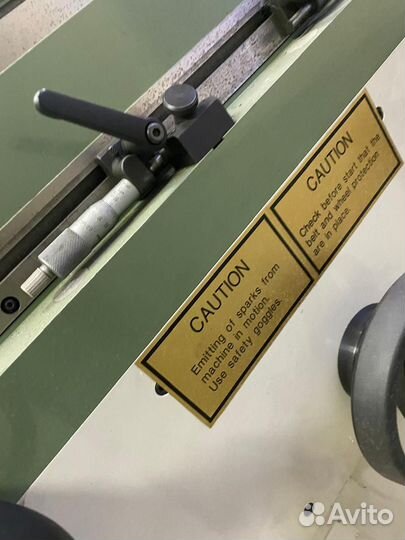 CAUTION
Emitting of sparks from
machine in motion.
Use safety goggles.
CAUTION
Check before start that the
belt and wheel protection
are in place.
Avito